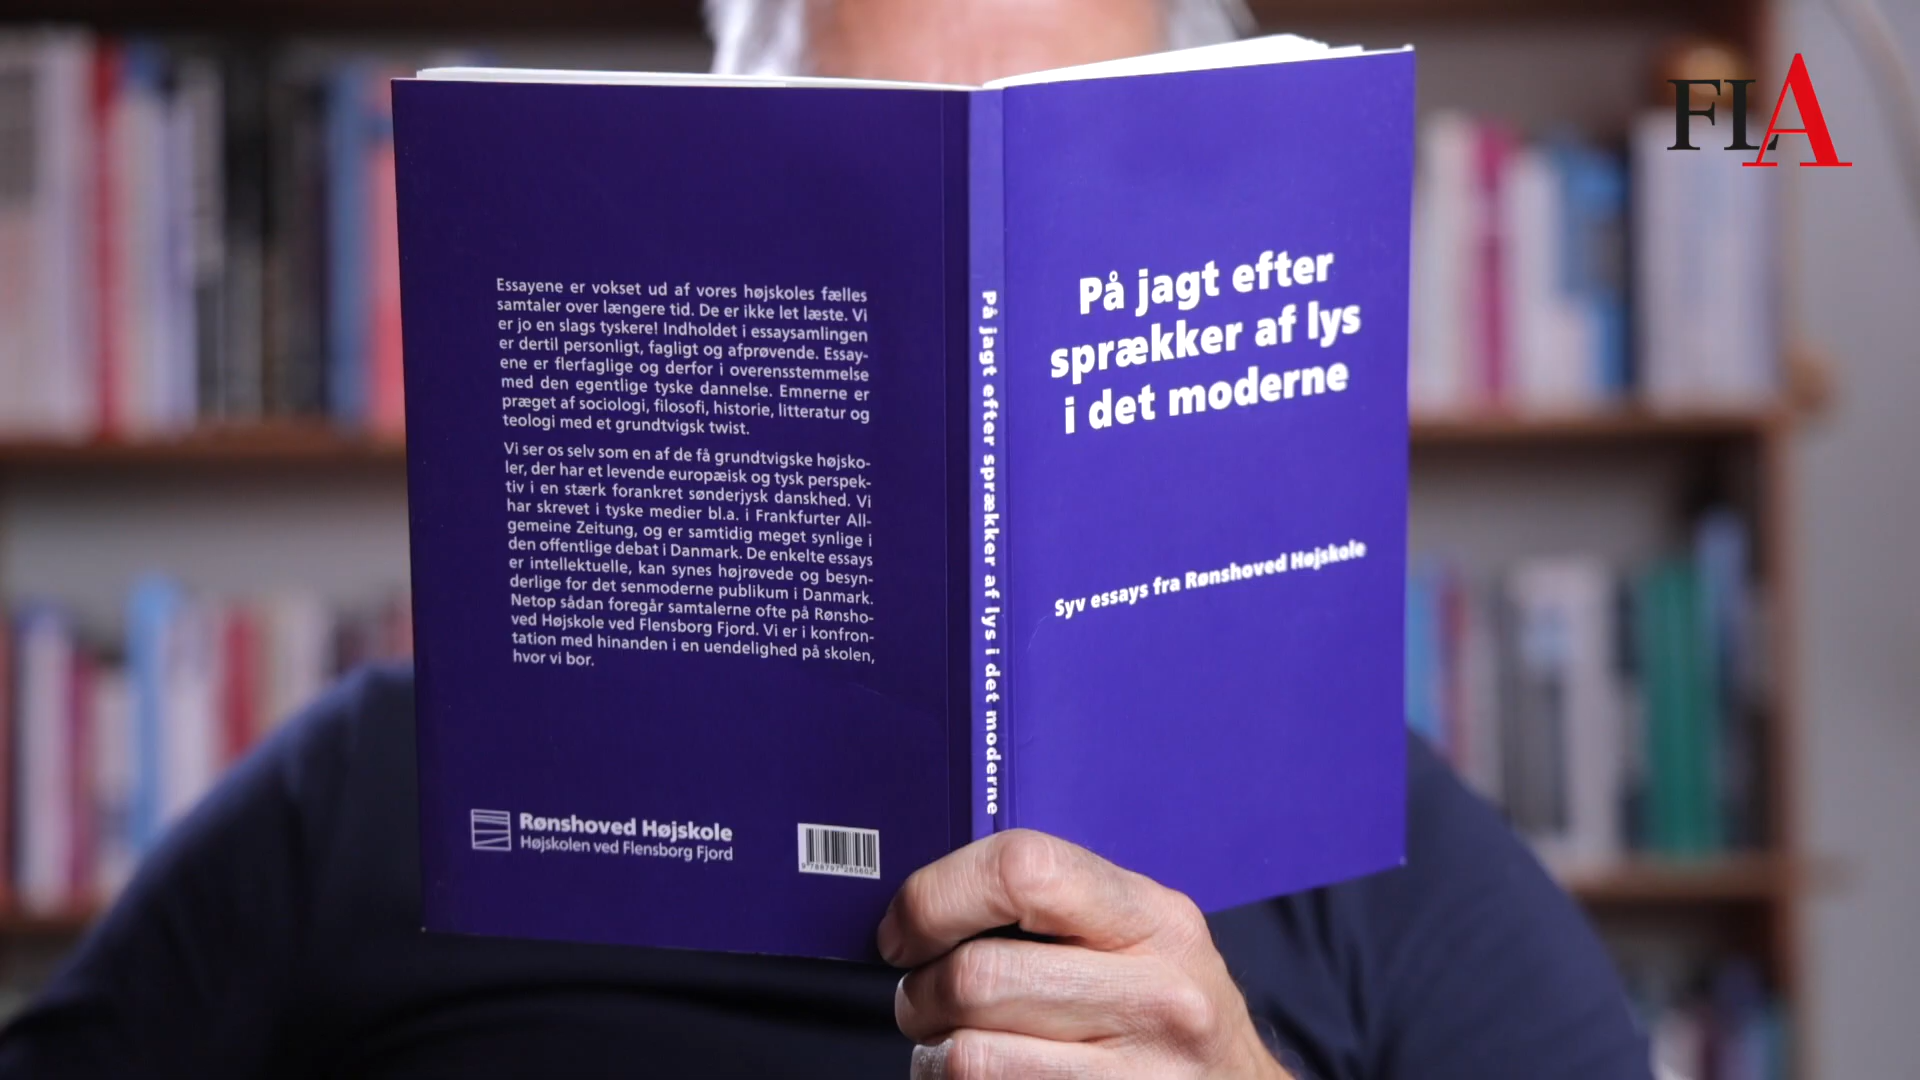 Essayene er vokset ud af vores højskoles fælles
samtaler over længere tid. De er ikke let læste. Vi
er jo en slags tyskere! Indholdet i essaysamlingen
er dertil personligt, fagligt og afprøvende. Essay-
ene er flerfaglige og derfor i overensstemmelse
med den egentlige tyske dannelse. Emnerne er
præget af sociologi, filosofi, historie, litteratur og
teologi med et grundtvigsk twist.
Vi ser os selv som en af de få grundtvigske højsko-
ler, der har et levende europæisk og tysk perspek-
tiv i en stærk forankret sønderjysk danskhed. Vi
har skrevet i tyske medier bl.a. i Frankfurter All-
gemeine Zeitung, og er samtidig meget synlige i
den offentlige debat i Danmark. De enkelte essays
er intellektuelle, kan synes højrøvede og besyn-
derlige for det senmoderne publikum i Danmark.
Netop sådan foregår samtalerne ofte på Rønsho-
ved Højskole ved Flensborg Fjord. Vi er i konfron-
tation med hinanden i en uendelighed på skolen,
hvor vi bor.
Rønshoved Højskole
Højskolen ved Flensborg Fjord
9 788797 285602
På jagt efter sprækker af lys i det moderne
På jagt efter
sprækker af lys
i det moderne
Syv essays fra Rønshoved Højskole
FLA